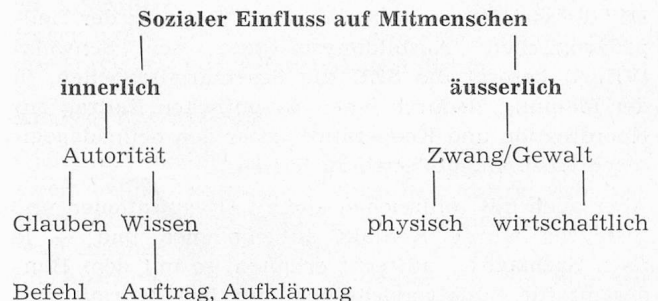 Sozialer Einfluss auf Mitmenschen
innerlich äusserlich
Autorität Zwang/Gewalt
Glauben Wissen physisch wirtschaftlich
Befehl Auftrag, Aufklärung